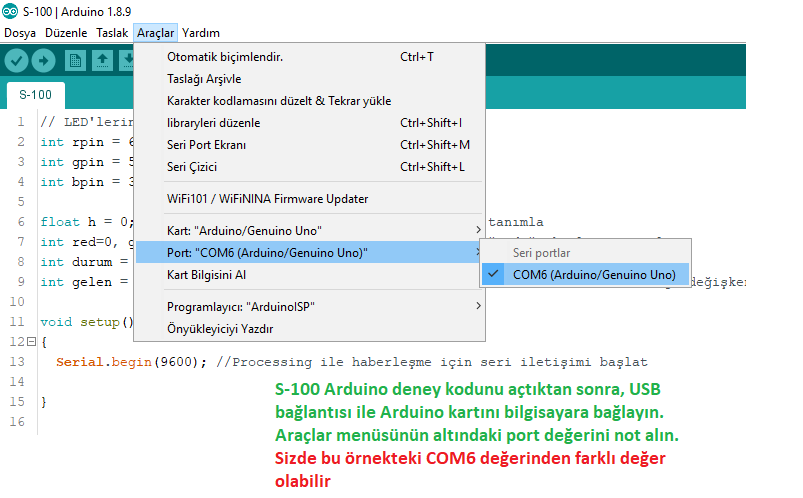 S-100 | Arduino 1.8.9
Dosya Düzenle Taslak Araçlar Yardım
Otomatik biçimlendir. Ctrl+T
Taslağı Arşivle
Karakter kodlamasını düzelt & Tekrar yükle
libraryleri düzenle Ctrl+Shift+I
Seri Port Ekranı Ctrl+Shift+M
Seri Çizici Ctrl+Shift+L
WiFi101 / WiFiNINA Firmware Updater
Kart: "Arduino/Genuino Uno"
Port: "COM6 (Arduino/Genuino Uno)"
Kart Bilgisini Al
Programlayıcı: "ArduinoISP"
Önyükleyiciyi Yazdır
Seri portlar
COM6 (Arduino/Genuino Uno)
S-100
1 // LED'lerin
2 int rpin = 6
3 int gpin = 5
4 int bpin = 3
5
6 float h = 0; tanımla
7 int red=0, g
8 int durum =
9 int gelen = değişken
10
11 void setup()
12 {
13 Serial.begin(9600); //Processing ile haberleşme için seri iletişimi başlat
14
15 }
16
S-100 Arduino deney kodunu açtıktan sonra, USB
bağlantısı ile Arduino kartını bilgisayara bağlayın.
Araçlar menüsünün altındaki port değerini not alın.
Sizde bu örnekteki COM6 değerinden farklı değer
olabilir